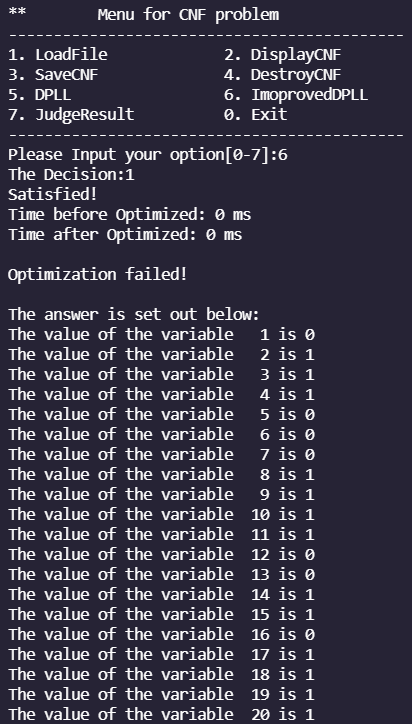 **        Menu for CNF problem
-------------------------------------------
1. LoadFile             2. DisplayCNF
3. SaveCNF              4. DestroyCNF
5. DPLL                 6. ImoprovedDPLL
7. JudgeResult          0. Exit
-------------------------------------------
Please Input your option[0-7]:6
The Decision:1
Satisfied!
Time before Optimized: 0 ms
Time after Optimized: 0 ms
Optimization failed!
The answer is set out below:
The value of the variable   1 is 0
The value of the variable   2 is 1
The value of the variable   3 is 1
The value of the variable   4 is 1
The value of the variable   5 is 0
The value of the variable   6 is 0
The value of the variable   7 is 0
The value of the variable   8 is 1
The value of the variable   9 is 1
The value of the variable  10 is 1
The value of the variable  11 is 1
The value of the variable  12 is 0
The value of the variable  13 is 0
The value of the variable  14 is 1
The value of the variable  15 is 1
The value of the variable  16 is 0
The value of the variable  17 is 1
The value of the variable  18 is 1
The value of the variable  19 is 1
The value of the variable  20 is 1